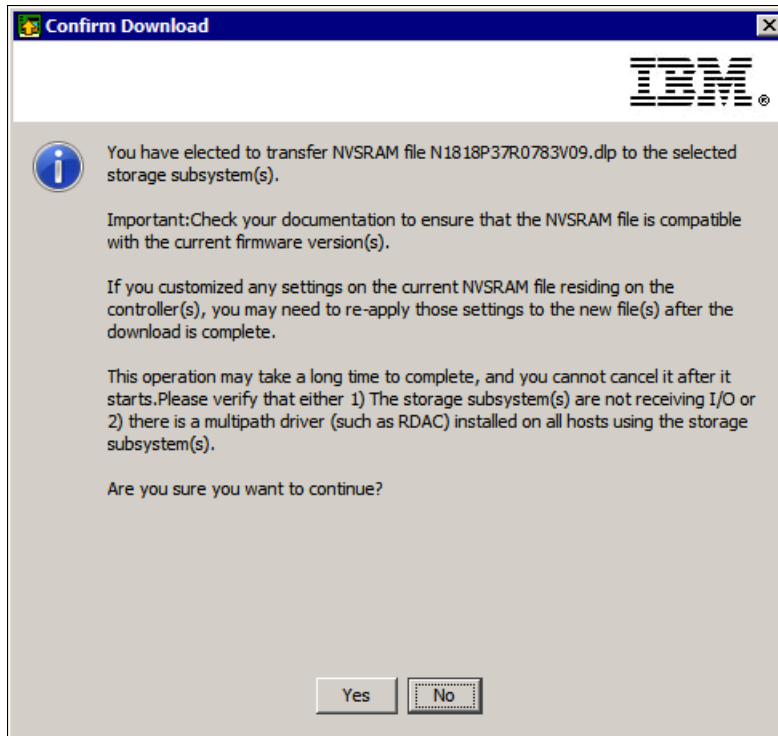 Confirm Download
IBM®
You have elected to transfer NVSRAM file N1818P37R0783V09.dlp to the selected
storage subsystem(s).
Important:Check your documentation to ensure that the NVSRAM file is compatible
with the current firmware version(s).
If you customized any settings on the current NVSRAM file residing on the
controller(s), you may need to re-apply those settings to the new file(s) after the
download is complete.
This operation may take a long time to complete, and you cannot cancel it after it
starts.Please verify that either 1) The storage subsystem(s) are not receiving I/O or
2) there is a multipath driver (such as RDAC) installed on all hosts using the storage
subsystem(s).
Are you sure you want to continue?
Yes
No